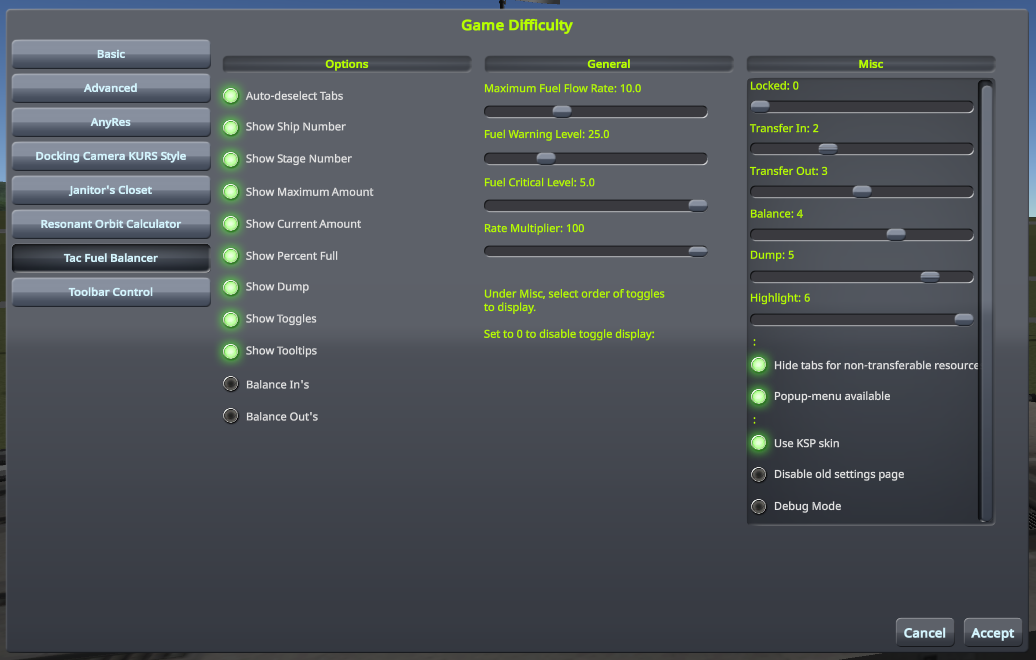 Game Difficulty
Basic
Advanced
AnyRes
Docking Camera KURS Style
Janitor's Closet
Resonant Orbit Calculator
Tac Fuel Balancer
Toolbar Control
Options
Auto-deselect Tabs
Show Ship Number
Show Stage Number
Show Maximum Amount
Show Current Amount
Show Percent Full
Show Dump
Show Toggles
Show Tooltips
Balance In's
Balance Out's
General
Maximum Fuel Flow Rate: 10.0
Fuel Warning Level: 25.0
Fuel Critical Level: 5.0
Rate Multiplier: 100
Under Misc, select order of toggles
to display.
Set to 0 to disable toggle display:
Misc
Locked: 0
Transfer In: 2
Transfer Out: 3
Balance: 4
Dump: 5
Highlight: 6
:
Hide tabs for non-transferable resource
Popup-menu available
:
Use KSP skin
Disable old settings page
Debug Mode
Cancel
Accept